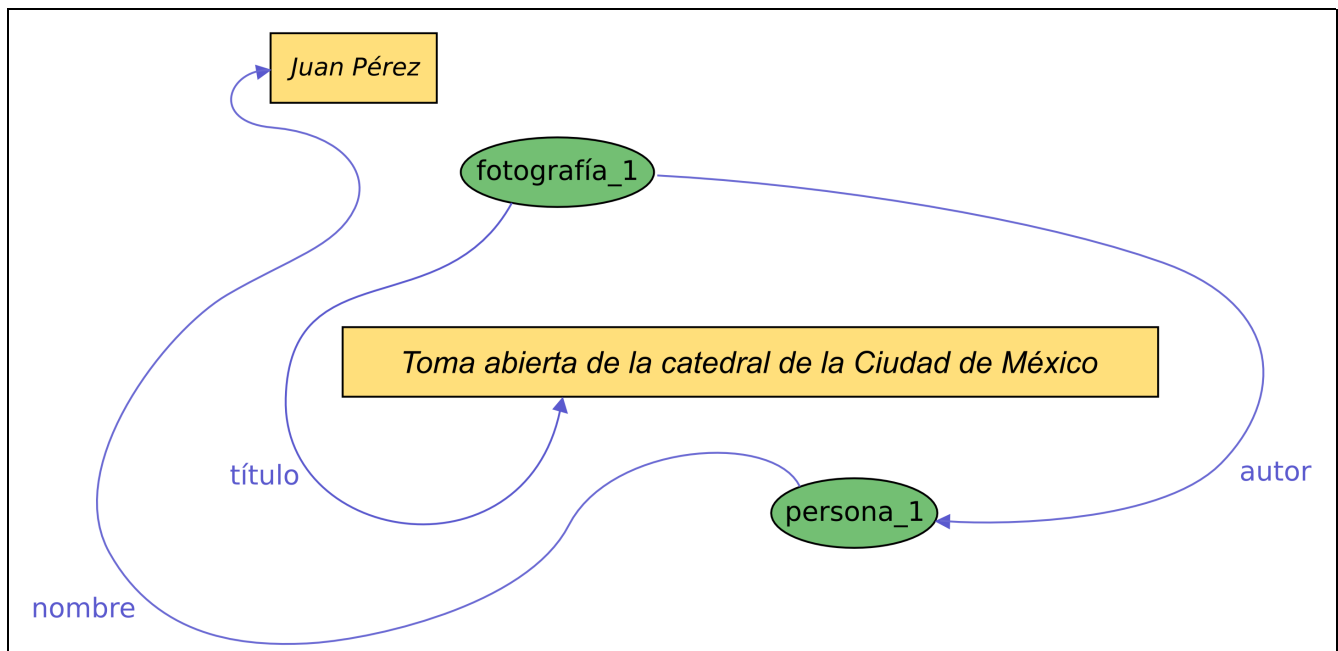 Juan Pérez
fotografía_1
Toma abierta de la catedral de la Ciudad de México
título
autor
persona_1
nombre